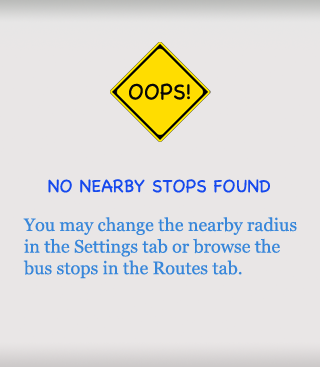 OOPS!
NO NEARBY STOPS FOUND
You may change the nearby radius
in the Settings tab or browse the
bus stops in the Routes tab.